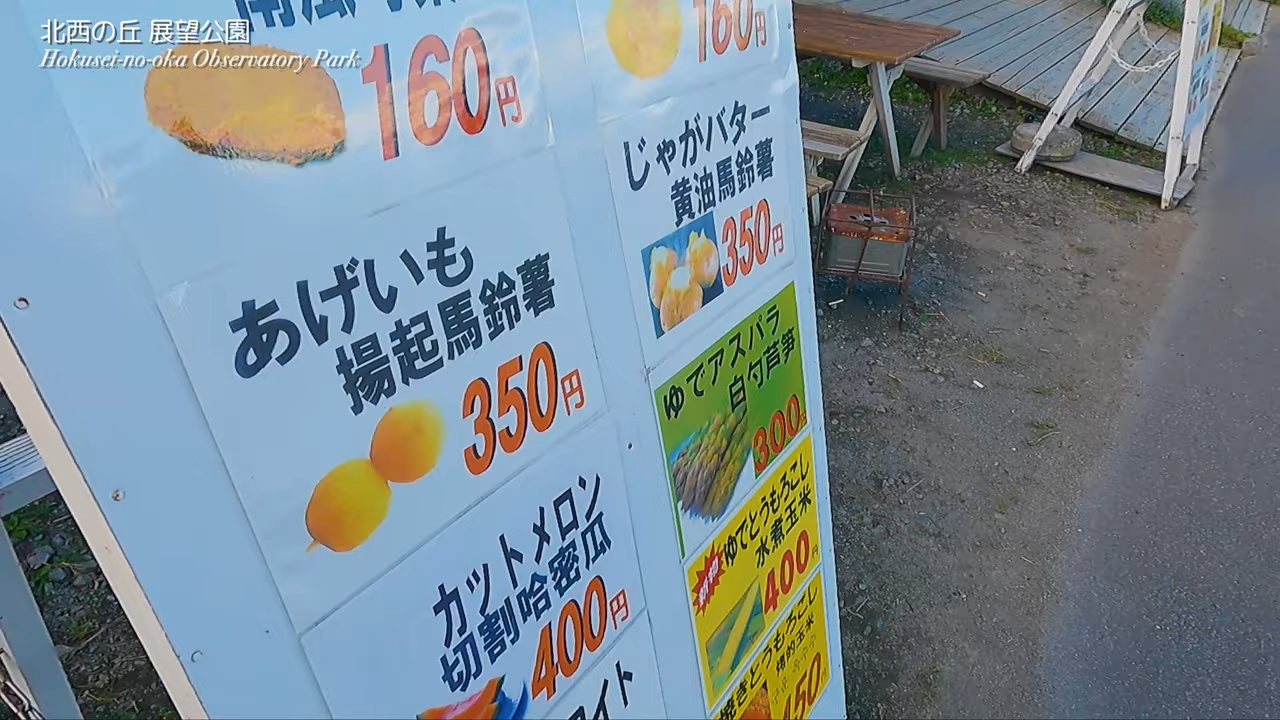 北西の丘 展望公園
Hokusei-no-oka Observatory Park
160円
あげいも
揚起馬鈴薯
350円
カットメロン
切割哈密瓜
400円
160円
じゃがバター
黄油馬鈴薯
350円
ゆでアスパラ
白勺芦笋
300円
ゆでとうもろこし
水煮玉米
400円
焼きとうもろこし
450円